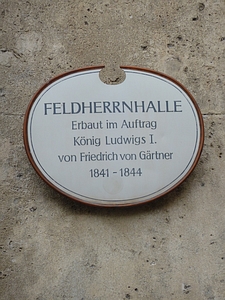 FELDHERRNHALLE
Erbaut im Auftrag
König Ludwigs I.
von Friedrich von Gärtner
1841 - 1844